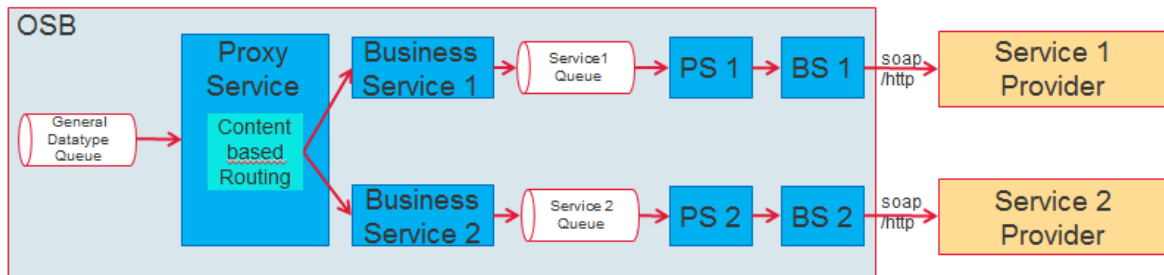 OSB
General
Datatype
Queue
Proxy
Service
Content
based
Routing
Business
Service 1
Service1
Queue
PS 1
BS 1
soap
/http
Service 1
Provider
Business
Service 2
Service 2
Queue
PS 2
BS 2
soap
/http
Service 2
Provider